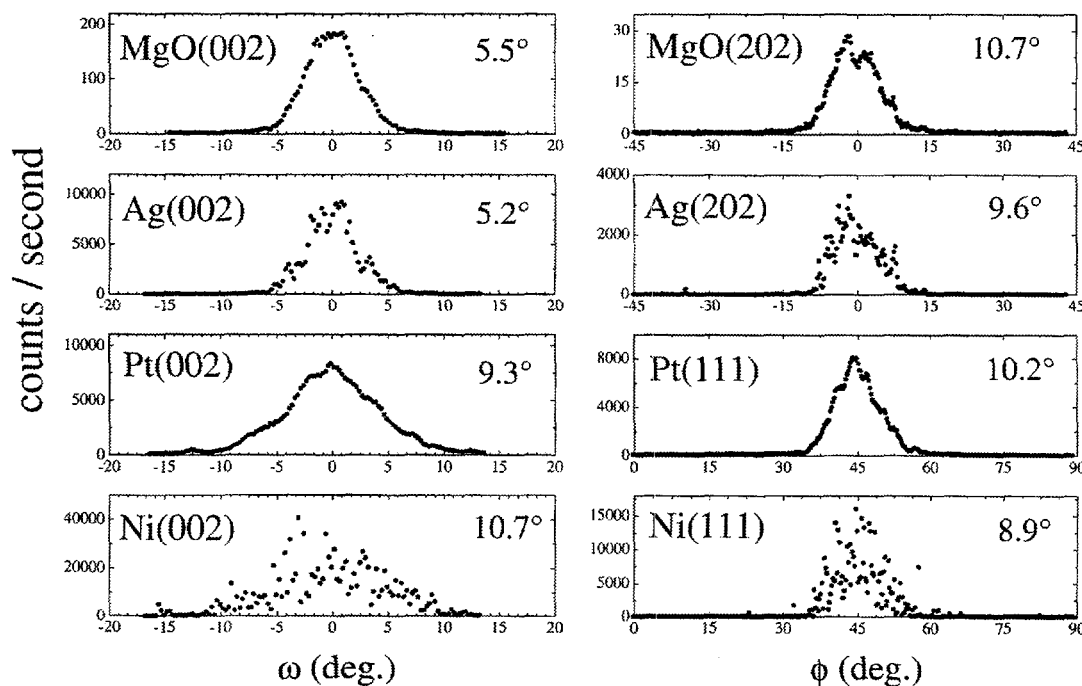 counts / second
MgO(002) 5.5°
200
100
0
-20 -15 -10 -5 0 5 10 15 20
MgO(202) 10.7°
30
15
0
-45 -30 -15 0 15 30 45
Ag(002) 5.2°
10000
5000
0
-20 -15 -10 -5 0 5 10 15 20
Ag(202) 9.6°
4000
2000
0
-45 -30 -15 0 15 30 45
Pt(002) 9.3°
10000
5000
0
-20 -15 -10 -5 0 5 10 15 20
Pt(111) 10.2°
8000
4000
0
0 15 30 45 60 75 90
Ni(002) 10.7°
40000
20000
0
-20 -15 -10 -5 0 5 10 15 20
Ni(111) 8.9°
15000
10000
5000
0
0 15 30 45 60 75 90
ω (deg.)
ϕ (deg.)